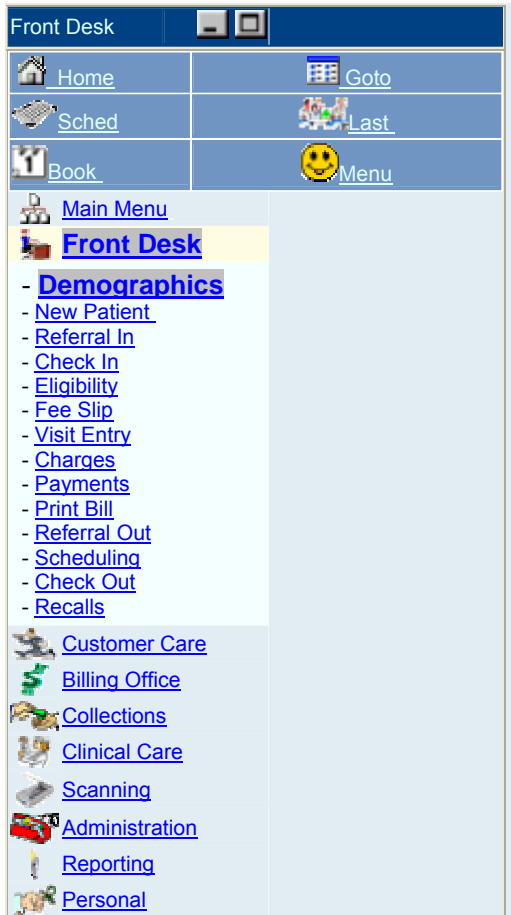 Front Desk
Home Goto
Sched Last
1 Book Menu
Main Menu
Front Desk
- Demographics
- New Patient
- Referral In
- Check In
- Eligibility
- Fee Slip
- Visit Entry
- Charges
- Payments
- Print Bill
- Referral Out
- Scheduling
- Check Out
- Recalls
Customer Care
Billing Office
Collections
Clinical Care
Scanning
Administration
Reporting
Personal